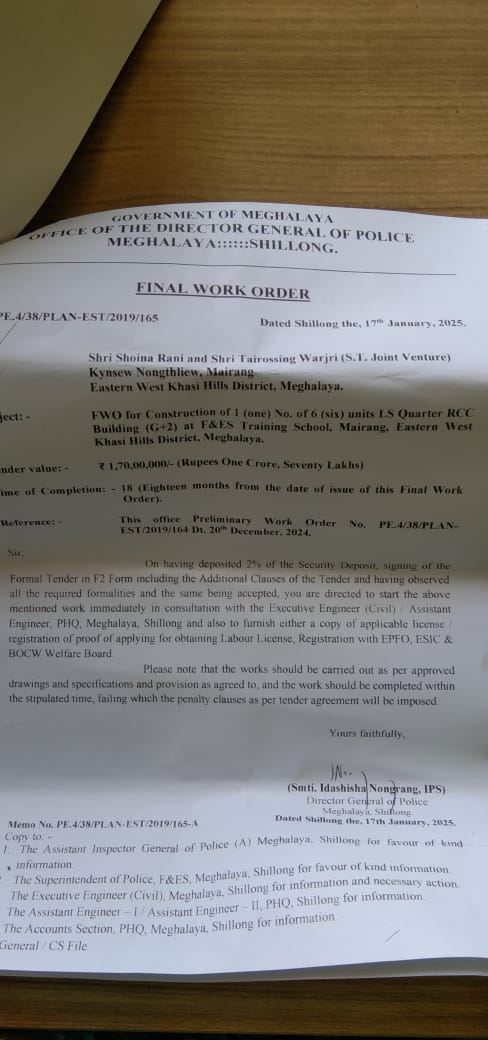 GOVERNMENT OF MEGHALAYA
OFFICE OF THE DIRECTOR GENERAL OF POLICE
MEGHALAYA::::::SHILLONG.
FINAL WORK ORDER
PE.4/38/PLAN-EST/2019/165
Dated Shillong the, 17th January, 2025.
Shri Shoina Rani and Shri Tairossing Warjri (S.T. Joint Venture)
Kynsew Nongthliew, Mairang
Eastern West Khasi Hills District, Meghalaya.
ject: - FWO for Construction of 1 (one) No. of 6 (six) units LS Quarter RCC
Building (G+2) at F&ES Training School, Mairang, Eastern West
Khasi Hills District, Meghalaya.
nder value: - ₹ 1,70,00,000/- (Rupees One Crore, Seventy Lakhs)
ime of Completion: - 18 (Eighteen months from the date of issue of this Final Work
Order).
Reference: - This office Preliminary Work Order No. PE.4/38/PLAN-
EST/2019/164 Dt. 20th December, 2024.
Sir,
On having deposited 2% of the Security Deposit, signing of the
Formal Tender in F2 Form including the Additional Clauses of the Tender and having observed
all the required formalities and the same being accepted, you are directed to start the above
mentioned work immediately in consultation with the Executive Engineer (Civil) / Assistant
Engineer, PHQ, Meghalaya, Shillong and also to furnish either a copy of applicable license /
registration of proof of applying for obtaining Labour License, Registration with EPFO, ESIC &
BOCW Welfare Board.
Please note that the works should be carried out as per approved
drawings and specifications and provision as agreed to, and the work should be completed within
the stipulated time, failing which the penalty clauses as per tender agreement will be imposed.
Yours faithfully,
(Smti. Idashisha Nongrang, IPS)
Director General of Police
Meghalaya, Shillong.
Memo No. PE.4/38/PLAN-EST/2019/165-A
Dated Shillong the, 17th January, 2025.
Copy to: -
1. The Assistant Inspector General of Police (A) Meghalaya, Shillong for favour of kind
information.
The Superintendent of Police, F&ES, Meghalaya, Shillong for favour of kind information.
The Executive Engineer (Civil), Meghalaya, Shillong for information and necessary action.
The Assistant Engineer – I / Assistant Engineer – II, PHQ, Shillong for information.
The Accounts Section, PHQ, Meghalaya, Shillong for information.
General / CS File.